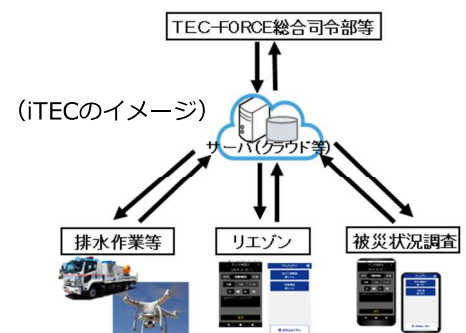 TEC-FORCE総合司令部等
（iTECのイメージ）
サーバ(クラウド等)
排水作業等
リエゾン
被災状況調査